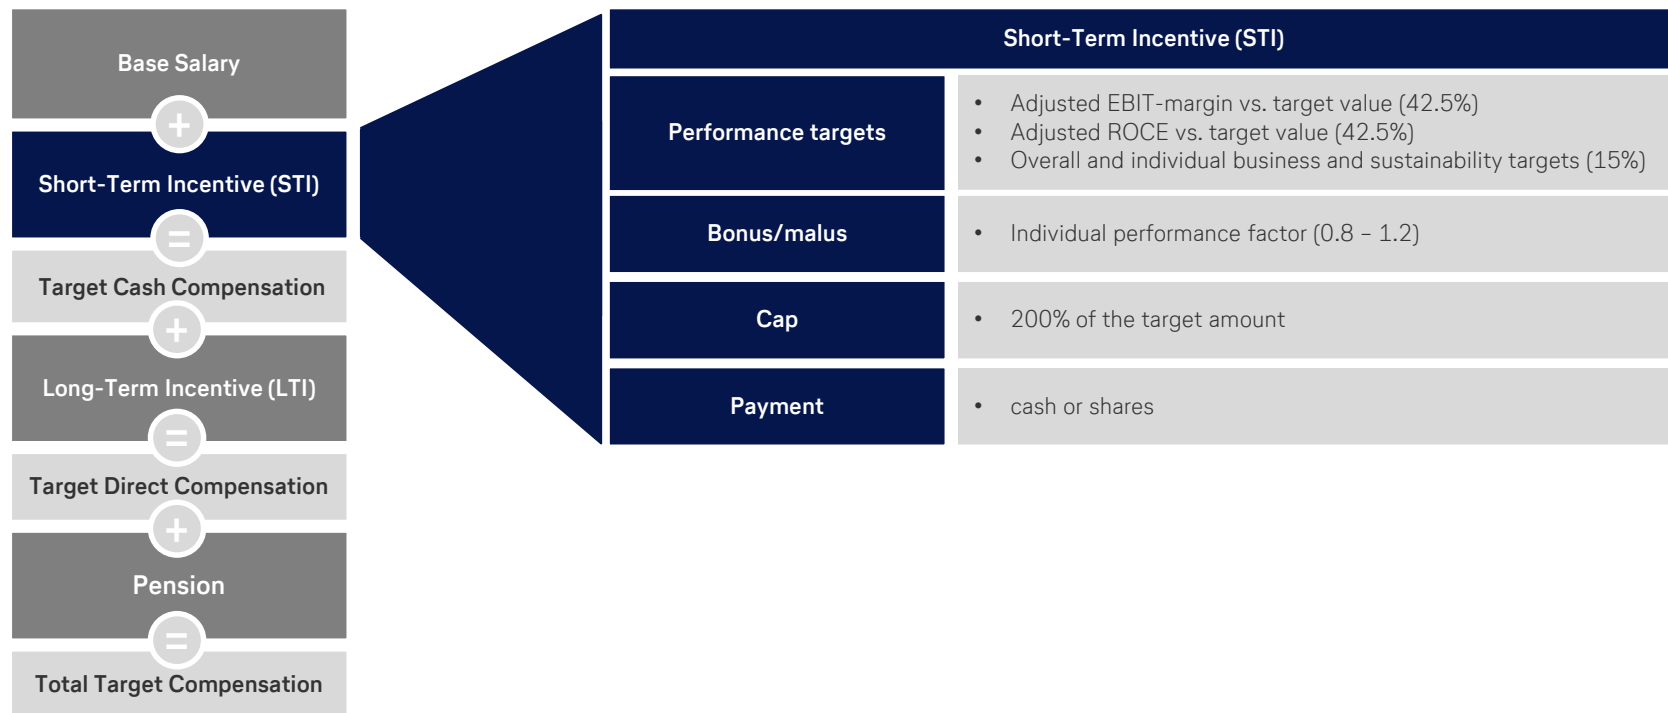 Base Salary
+
Short-Term Incentive (STI)
=
Target Cash Compensation
+
Long-Term Incentive (LTI)
=
Target Direct Compensation
+
Pension
=
Total Target Compensation
Short-Term Incentive (STI)
Performance targets
• Adjusted EBIT-margin vs. target value (42.5%)
• Adjusted ROCE vs. target value (42.5%)
• Overall and individual business and sustainability targets (15%)
Bonus/malus
• Individual performance factor (0.8 – 1.2)
Cap
• 200% of the target amount
Payment
• cash or shares